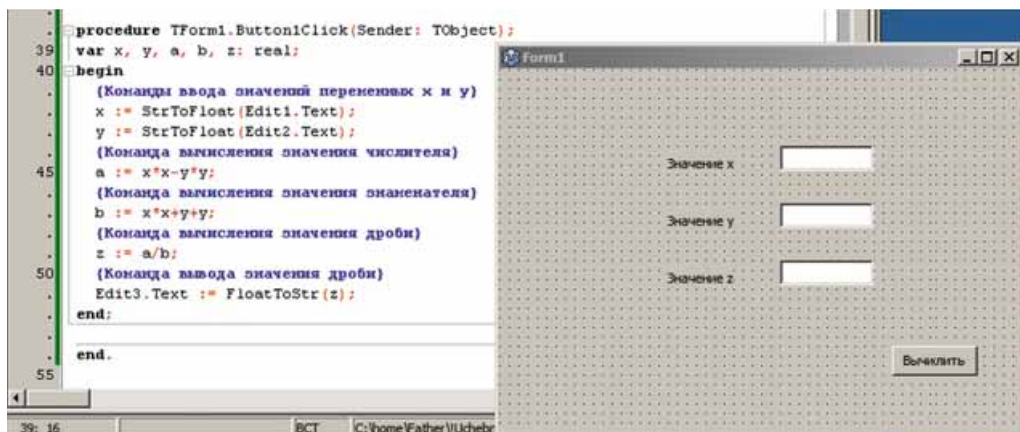 procedure TForm1.Button1Click(Sender: TObject);
39 var x, y, a, b, z: real;
40 begin
{Команды ввода значений переменных x и y}
x := StrToFloat(Edit1.Text);
y := StrToFloat(Edit2.Text);
{Команда вычисления значения числителя}
45 a := x*x-y*y;
{Команда вычисления значения знаменателя}
b := x*x+y+y;
{Команда вычисления значения дроби}
z := a/b;
50 {Команда вывода значения дроби}
Edit3.Text := FloatToStr(z);
end;
end.
55
39: 16 ВСТ C:\home\Father\!Uchebr
Form1
Значение x
Значение y
Значение z
Вычиклить